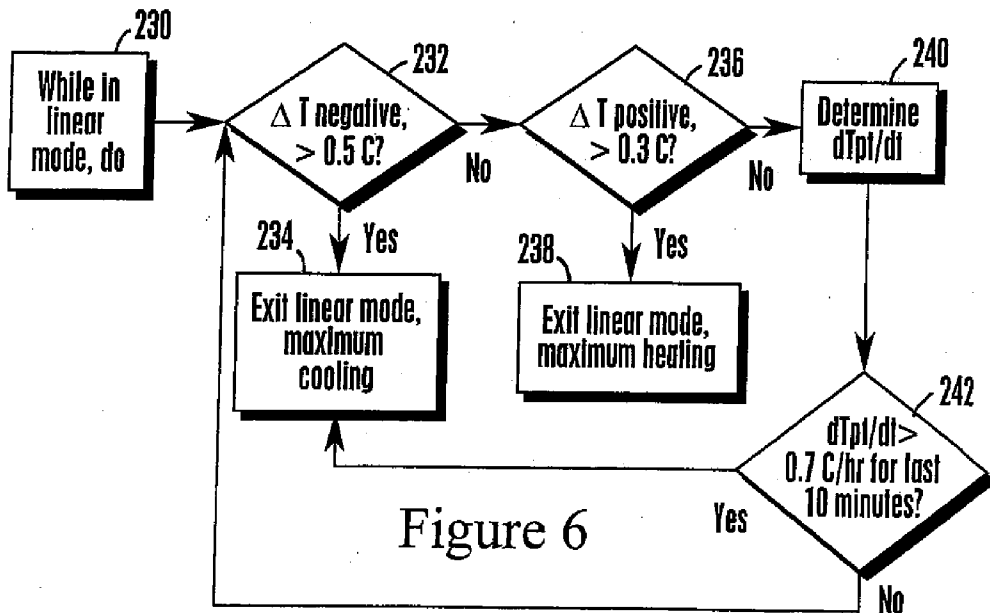 230
While in
linear
mode, do
232
Δ T negative,
> 0.5 C?
No
Yes
236
Δ T positive,
> 0.3 C?
No
Yes
240
Determine
dTpt/dt
234
Exit linear mode,
maximum
cooling
238
Exit linear mode,
maximum heating
242
dTpt/dt>
0.7 C/hr for last
10 minutes?
Yes
No
Figure 6